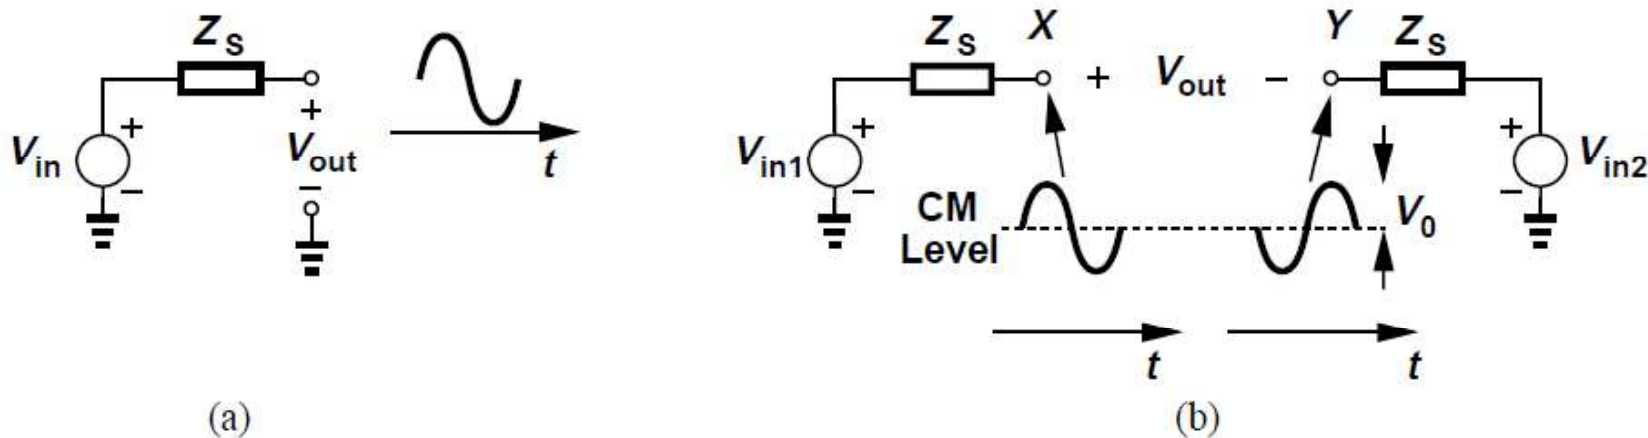 Z_S
V_in
+
−
+
V_out
−
t
(a)
Z_S X Y Z_S
+ V_out −
V_in1 + − + − V_in2
CM
Level
V_0
t t
(b)